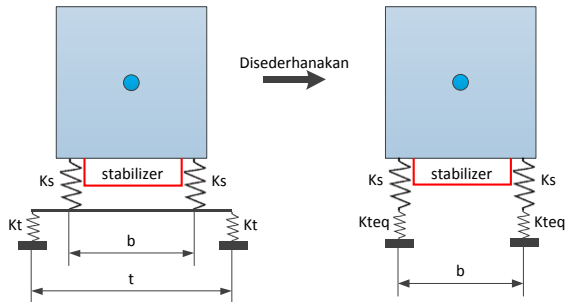 Disederhanakan
Ks
stabilizer
Ks
Kt
Kt
b
t
Ks
stabilizer
Ks
Kteq
Kteq
b